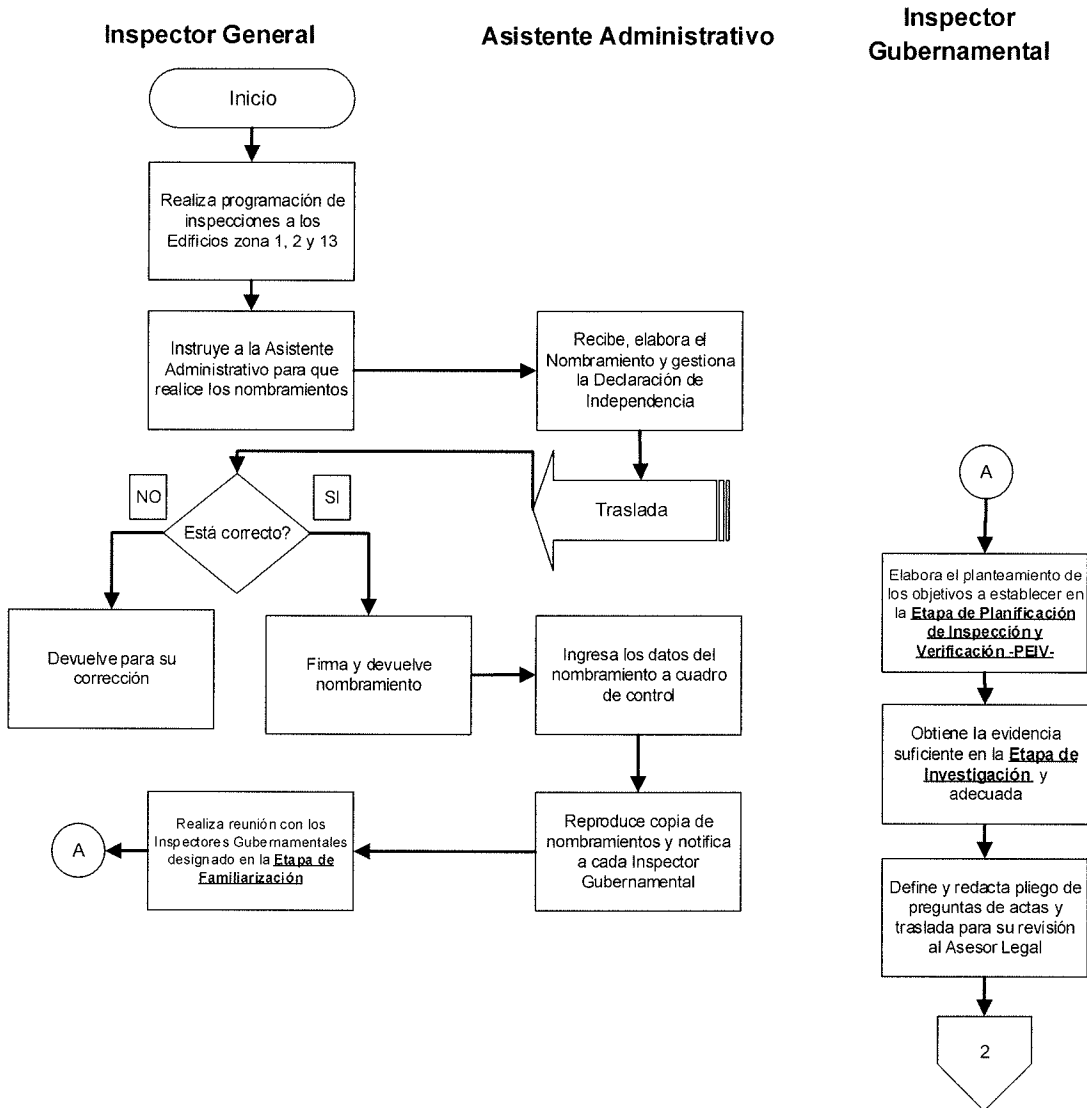 Inspector General
Asistente Administrativo
Inspector
Gubernamental
Inicio
Realiza programación de
inspecciones a los
Edificios zona 1, 2 y 13
Instruye a la Asistente
Administrativo para que
realice los nombramientos
Recibe, elabora el
Nombramiento y gestiona
la Declaración de
Independencia
Traslada
NO
SI
Está correcto?
Devuelve para su
corrección
Firma y devuelve
nombramiento
Ingresa los datos del
nombramiento a cuadro de
control
Reproduce copia de
nombramientos y notifica
a cada Inspector
Gubernamental
Realiza reunión con los
Inspectores Gubernamentales
designado en la Etapa de
Familiarización
A
A
Elabora el planteamiento de
los objetivos a establecer en
la Etapa de Planificación
de Inspección y
Verificación -PEIV-
Obtiene la evidencia
suficiente en la Etapa de
Investigación y
adecuada
Define y redacta pliego de
preguntas de actas y
traslada para su revisión
al Asesor Legal
2